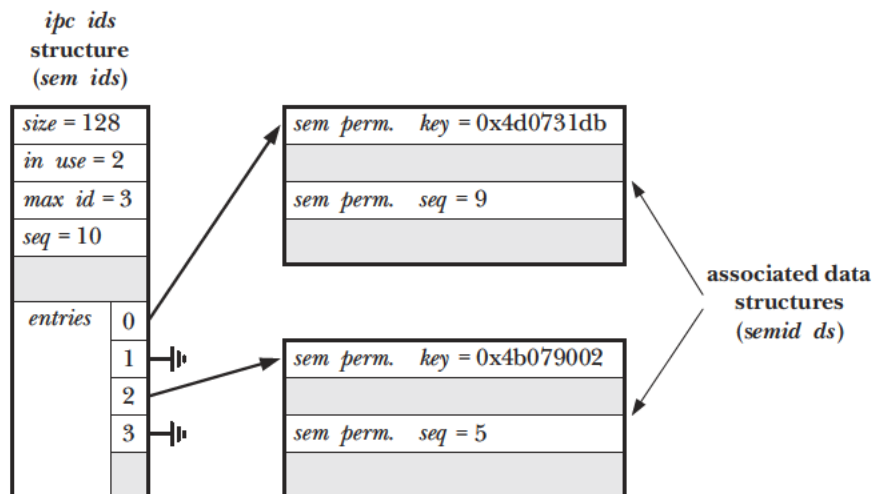 ipc ids
structure
(sem ids)
size = 128
in use = 2
max id = 3
seq = 10
entries
0
1
2
3
sem perm. key = 0x4d0731db
sem perm. seq = 9
sem perm. key = 0x4b079002
sem perm. seq = 5
associated data
structures
(semid ds)